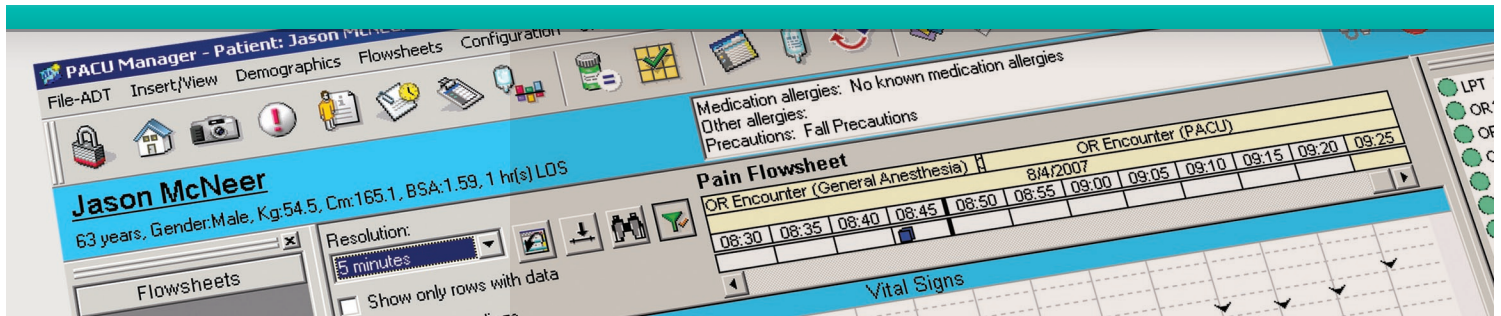 PACU Manager - Patient: Jason
File-ADT Insert/View Demographics Flowsheets Configuration
Jason McNeer
63 years, Gender:Male, Kg:54.5, Cm:165.1, BSA:1.59, 1 hr(s) LOS
Medication allergies: No known medication allergies
Other allergies:
Precautions: Fall Precautions
Flowsheets
Resolution:
5 minutes
Show only rows with data
Pain Flowsheet
OR Encounter (General Anesthesia) OR Encounter (PACU)
8/4/2007
08:30 08:35 08:40 08:45 08:50 08:55 09:00 09:05 09:10 09:15 09:20 09:25
Vital Signs
LPT